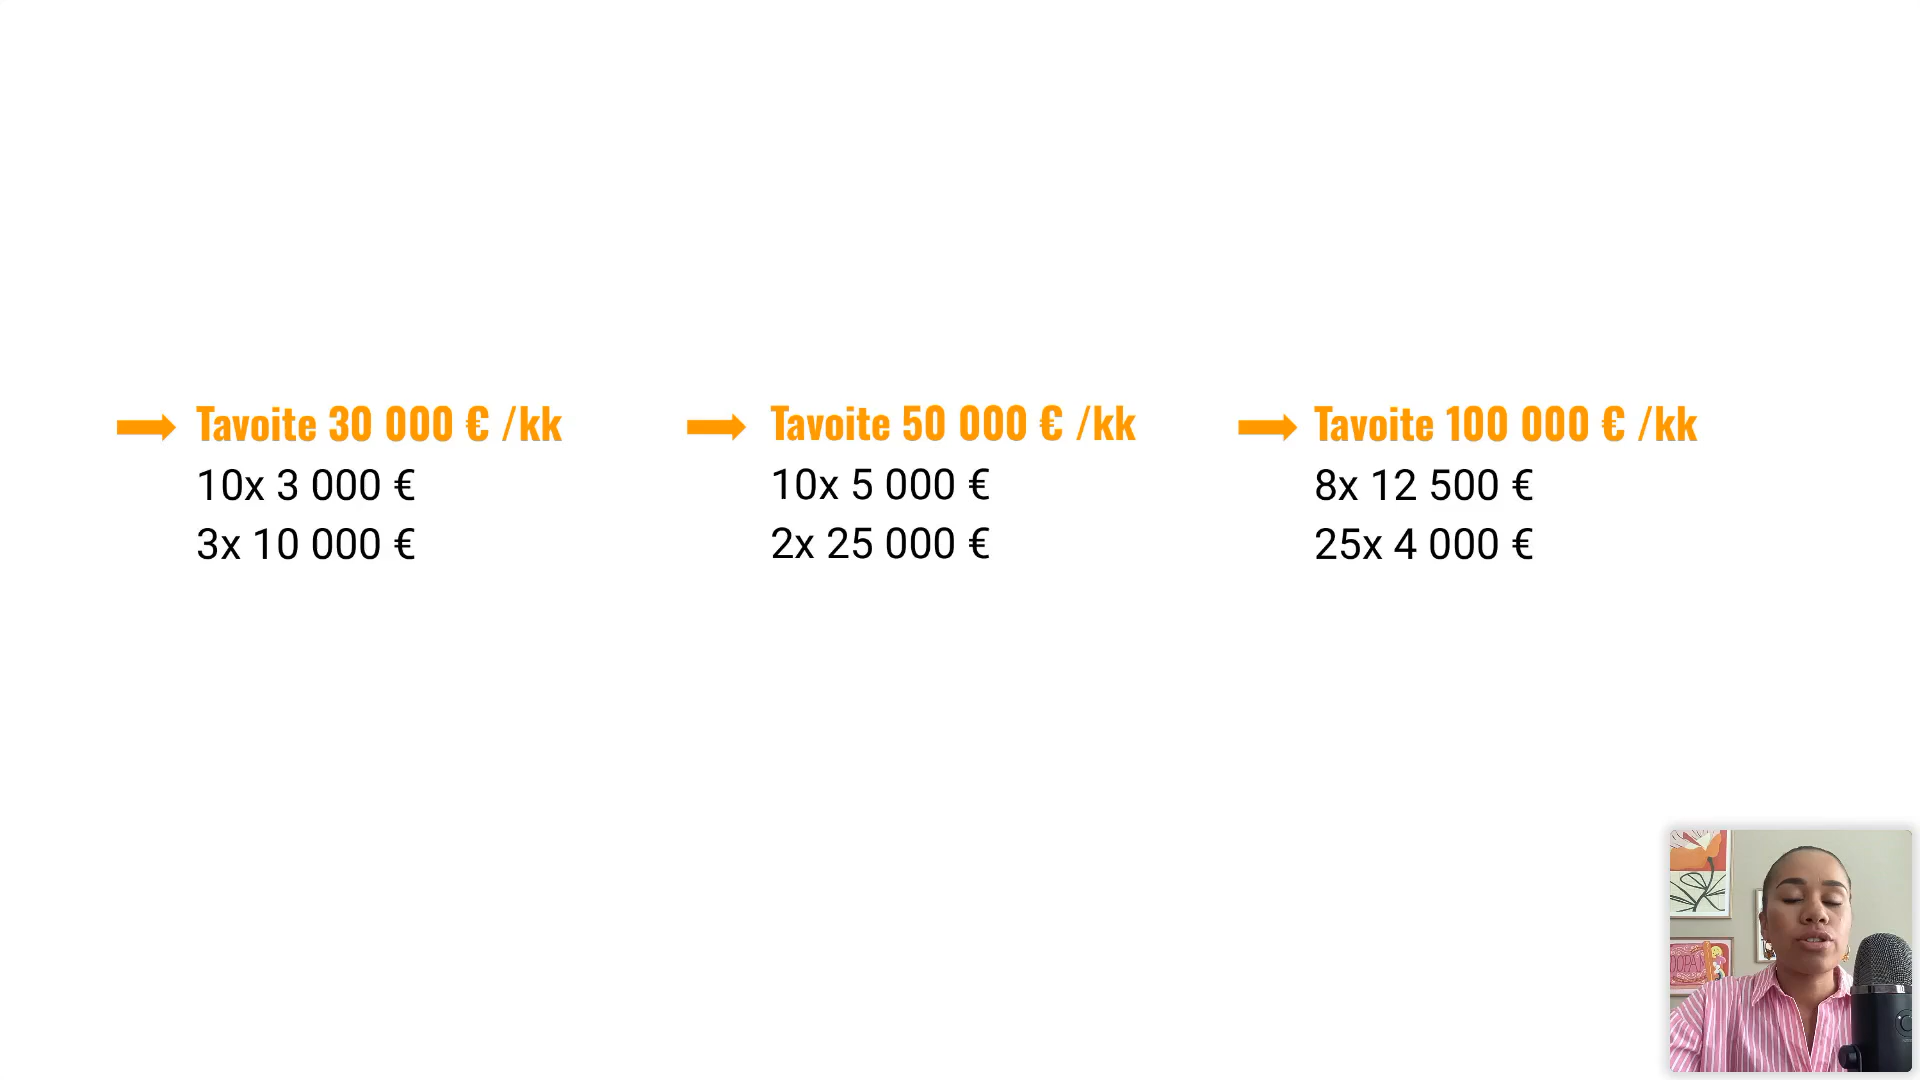 Tavoite 30 000 € /kk
10x 3 000 €
3x 10 000 €
Tavoite 50 000 € /kk
10x 5 000 €
2x 25 000 €
Tavoite 100 000 € /kk
8x 12 500 €
25x 4 000 €